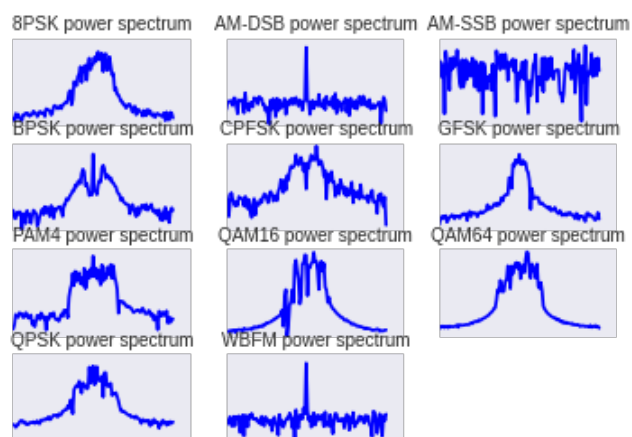 8PSK power spectrum AM-DSB power spectrum AM-SSB power spectrum
BPSK power spectrum CPFSK power spectrum GFSK power spectrum
PAM4 power spectrum QAM16 power spectrum QAM64 power spectrum
QPSK power spectrum WBFM power spectrum